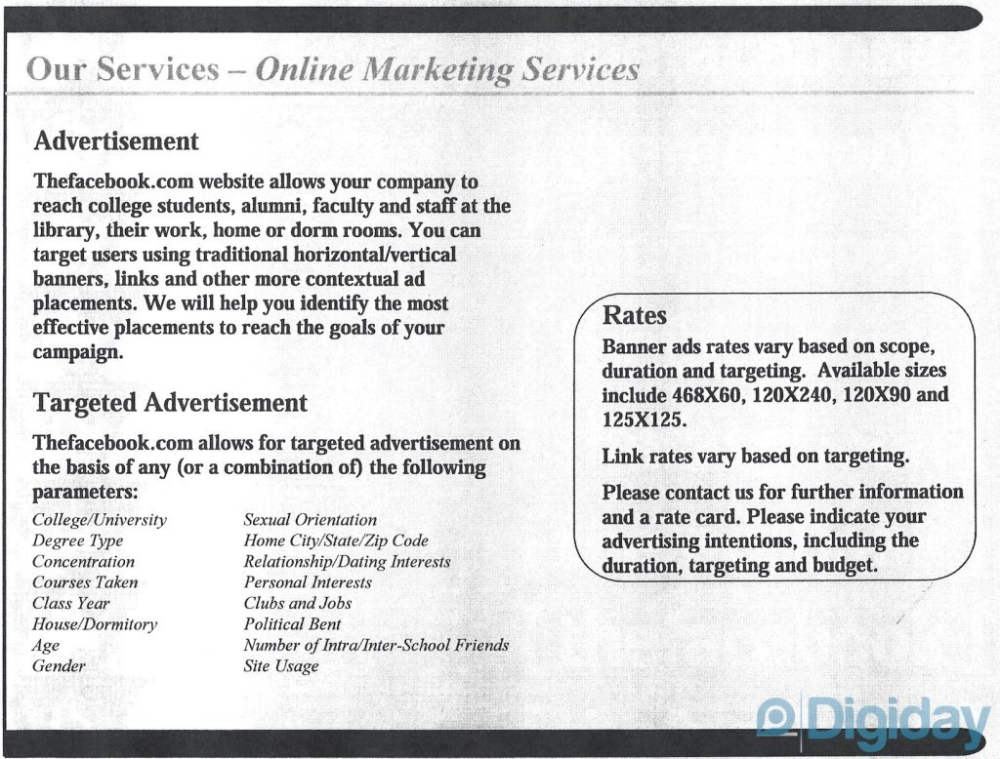 Our Services – Online Marketing Services
Advertisement
Thefacebook.com website allows your company to
reach college students, alumni, faculty and staff at the
library, their work, home or dorm rooms. You can
target users using traditional horizontal/vertical
banners, links and other more contextual ad
placements. We will help you identify the most
effective placements to reach the goals of your
campaign.
Targeted Advertisement
Thefacebook.com allows for targeted advertisement on
the basis of any (or a combination of) the following
parameters:
College/University
Degree Type
Concentration
Courses Taken
Class Year
House/Dormitory
Age
Gender
Sexual Orientation
Home City/State/Zip Code
Relationship/Dating Interests
Personal Interests
Clubs and Jobs
Political Bent
Number of Intra/Inter-School Friends
Site Usage
Rates
Banner ads rates vary based on scope,
duration and targeting.  Available sizes
include 468X60, 120X240, 120X90 and
125X125.
Link rates vary based on targeting.
Please contact us for further information
and a rate card. Please indicate your
advertising intentions, including the
duration, targeting and budget.
Digiday